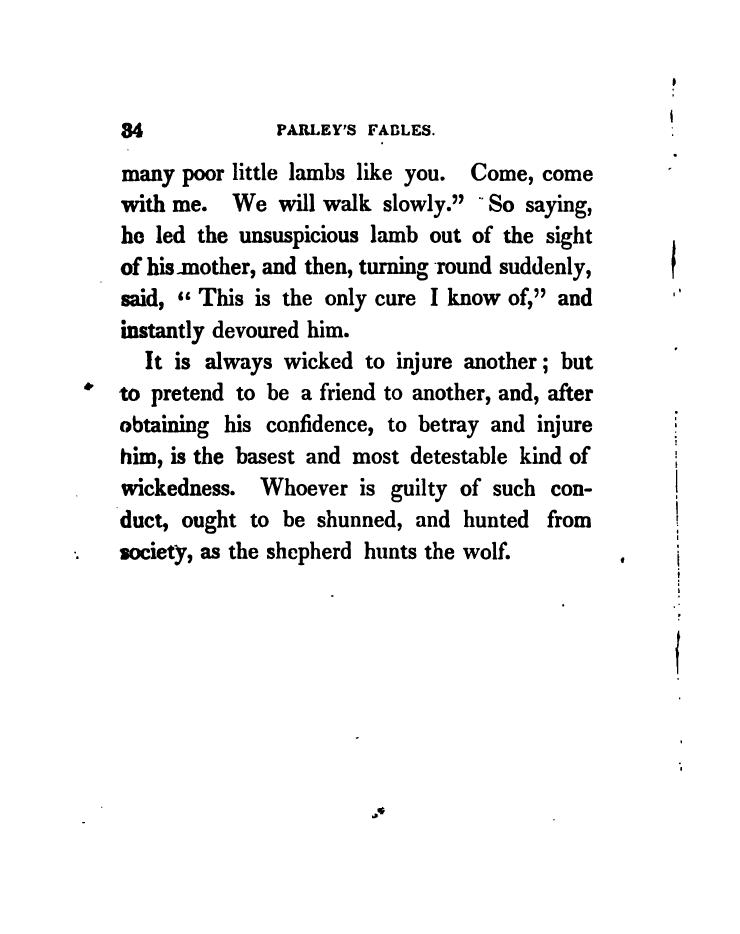 34 PARLEY'S FABLES.
many poor little lambs like you. Come, come
with me. We will walk slowly.” So saying,
he led the unsuspicious lamb out of the sight
of his mother, and then, turning round suddenly,
said, “ This is the only cure I know of,” and
instantly devoured him.
It is always wicked to injure another ; but
to pretend to be a friend to another, and, after
obtaining his confidence, to betray and injure
him, is the basest and most detestable kind of
wickedness. Whoever is guilty of such con-
duct, ought to be shunned, and hunted from
society, as the shepherd hunts the wolf.